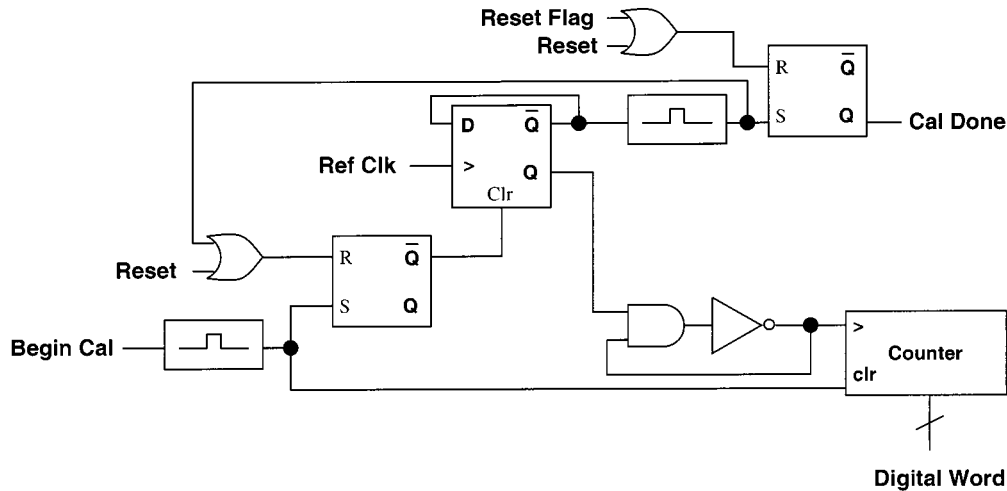 Reset Flag
Reset
R Q̅
S Q
Cal Done
D Q̅
Ref Clk > Q
Clr
Reset
R Q̅
S Q
Begin Cal
>
Counter
clr
Digital Word